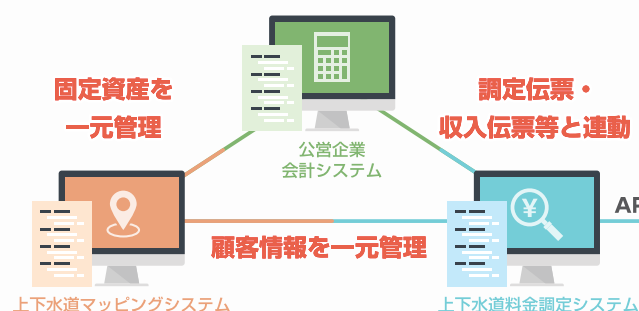 固定資産を
一元管理
調定伝票・
収入伝票等と連動
公営企業
会計システム
顧客情報を一元管理
¥
上下水道マッピングシステム
上下水道料金調定システム